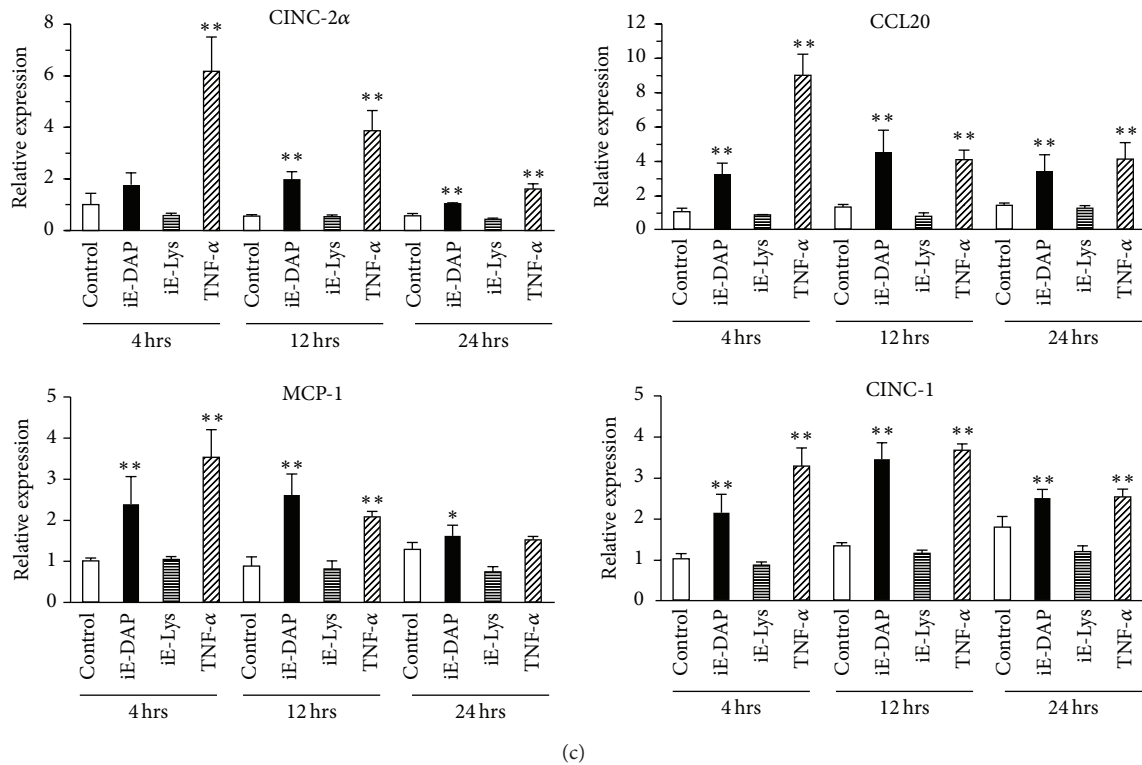 CINC-2α
Relative expression
8
6
4
2
0
**
**
**
**
**
Control
iE-DAP
iE-Lys
TNF-α
Control
iE-DAP
iE-Lys
TNF-α
Control
iE-DAP
iE-Lys
TNF-α
4 hrs
12 hrs
24 hrs
CCL20
Relative expression
12
10
8
6
4
2
0
**
**
**
**
**
**
Control
iE-DAP
iE-Lys
TNF-α
Control
iE-DAP
iE-Lys
TNF-α
Control
iE-DAP
iE-Lys
TNF-α
4 hrs
12 hrs
24 hrs
MCP-1
Relative expression
5
4
3
2
1
0
**
**
**
**
*
Control
iE-DAP
iE-Lys
TNF-α
Control
iE-DAP
iE-Lys
TNF-α
Control
iE-DAP
iE-Lys
TNF-α
4 hrs
12 hrs
24 hrs
CINC-1
Relative expression
5
4
3
2
1
0
**
**
**
**
**
**
Control
iE-DAP
iE-Lys
TNF-α
Control
iE-DAP
iE-Lys
TNF-α
Control
iE-DAP
iE-Lys
TNF-α
4 hrs
12 hrs
24 hrs
(c)